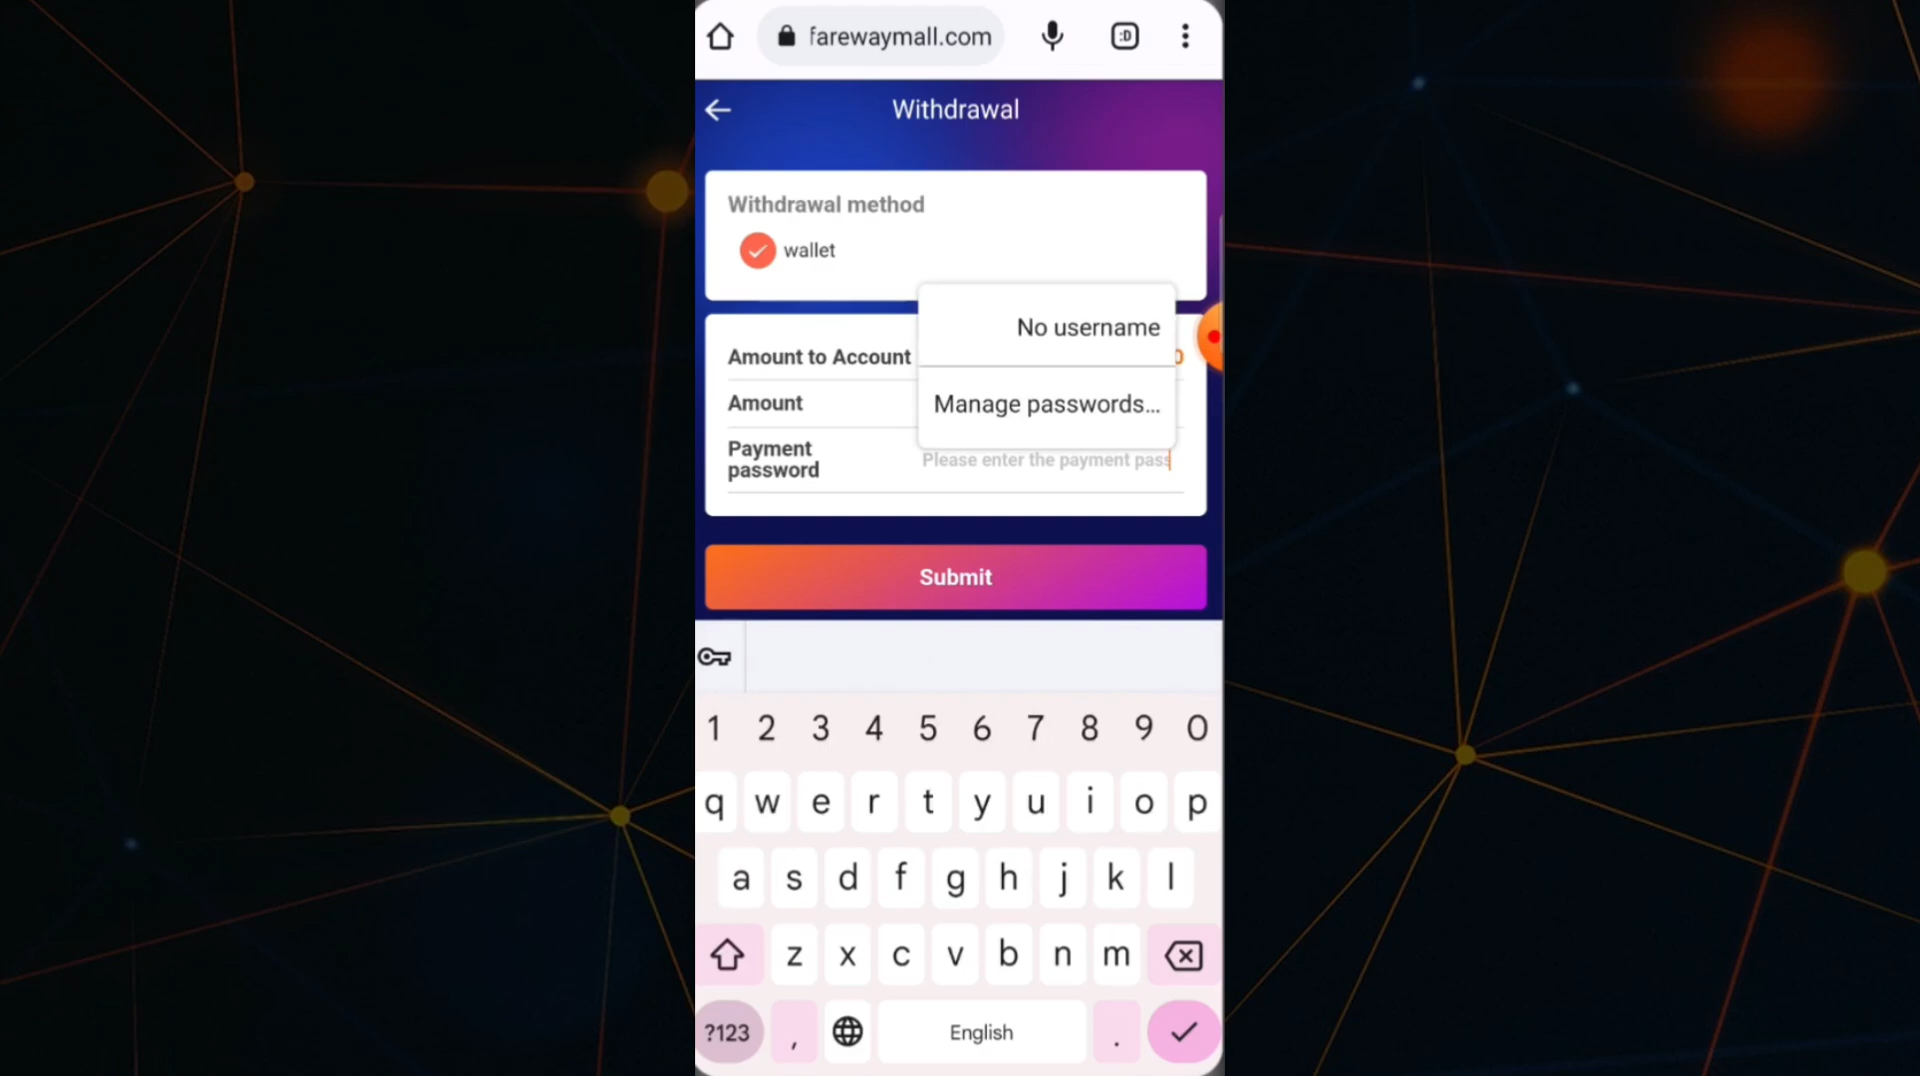 farewaymall.com
:D
Withdrawal
Withdrawal method
wallet
No username
Amount to Account
0
Manage passwords...
Amount
Payment
password
Please enter the payment pass
Submit
1 2 3 4 5 6 7 8 9 0
q w e r t y u i o p
a s d f g h j k l
z x c v b n m
?123 , English .